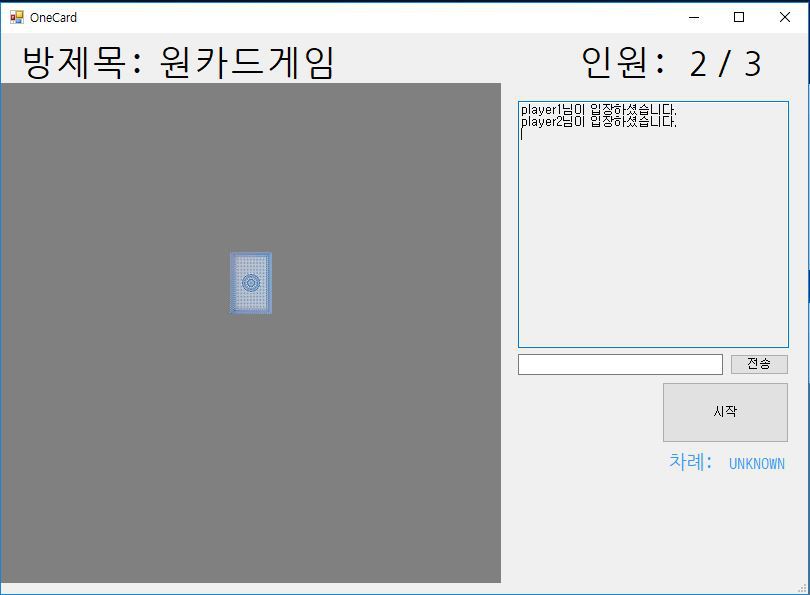 OneCard
방제목: 원카드게임
인원: 2 / 3
player1님이 입장하셨습니다.
player2님이 입장하셨습니다.
전송
시작
차례: UNKNOWN